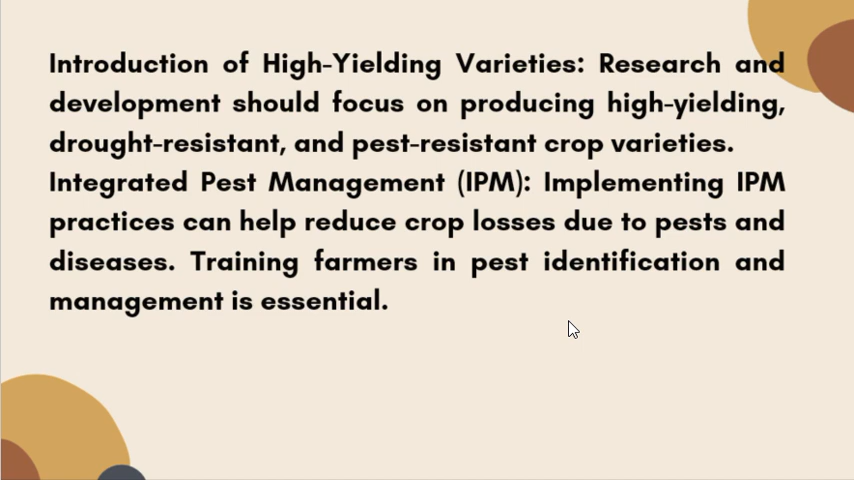 Introduction of High-Yielding Varieties: Research and
development should focus on producing high-yielding,
drought-resistant, and pest-resistant crop varieties.
Integrated Pest Management (IPM): Implementing IPM
practices can help reduce crop losses due to pests and
diseases. Training farmers in pest identification and
management is essential.